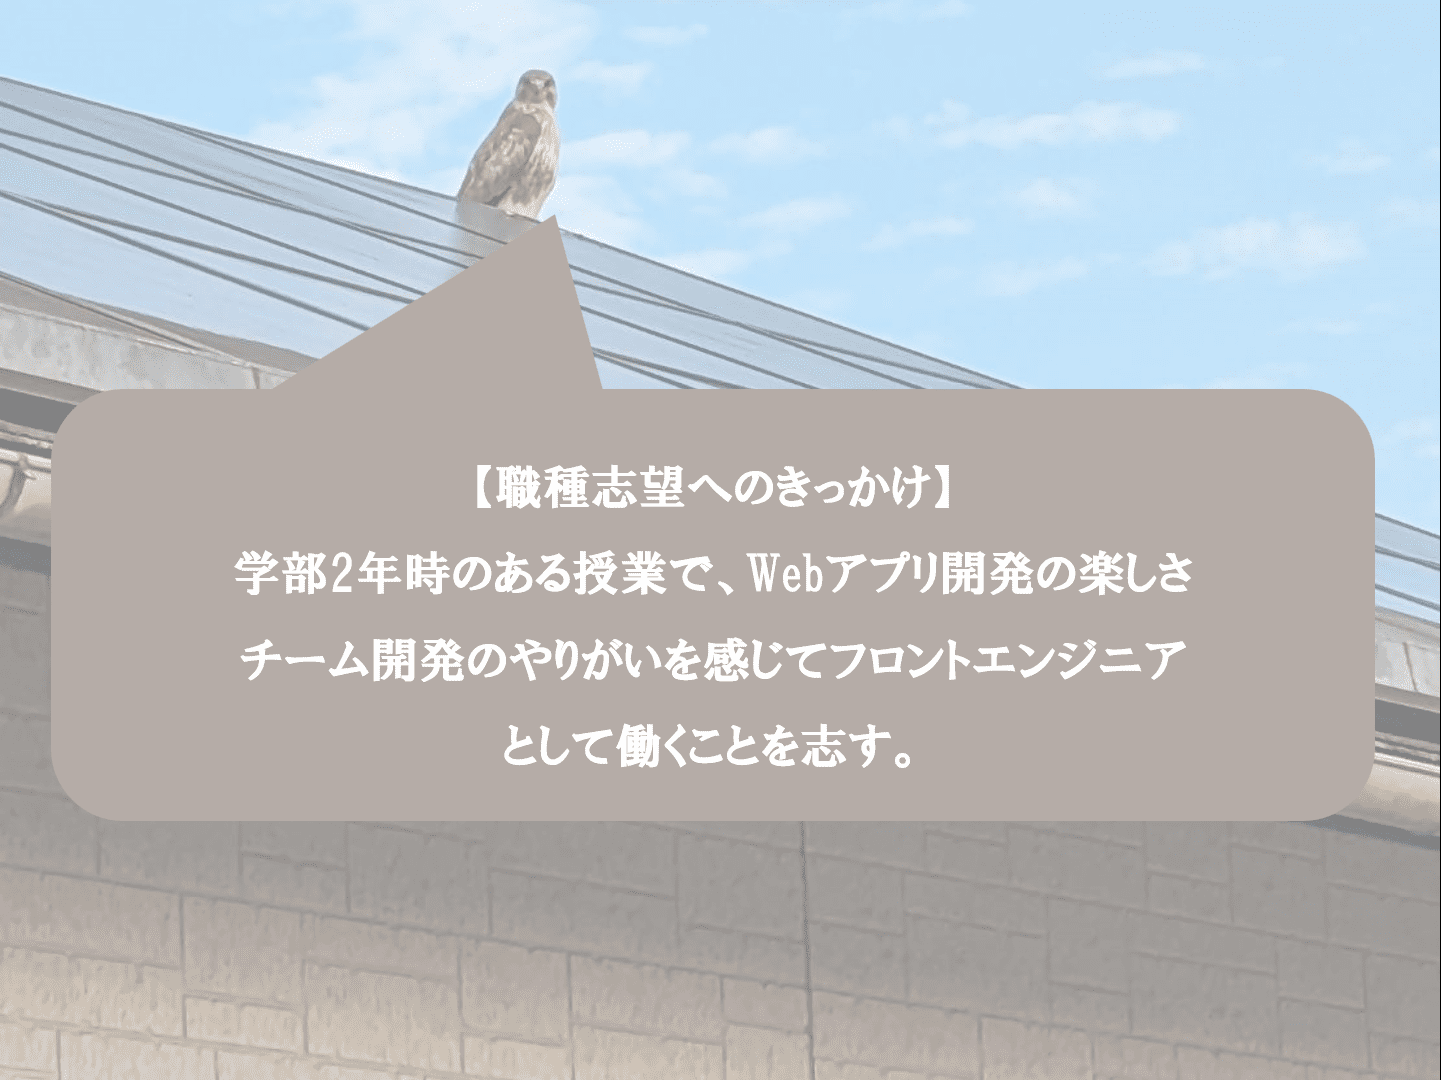 【職種志望へのきっかけ】
学部2年時のある授業で、Webアプリ開発の楽しさ
チーム開発のやりがいを感じてフロントエンジニア
として働くことを志す。